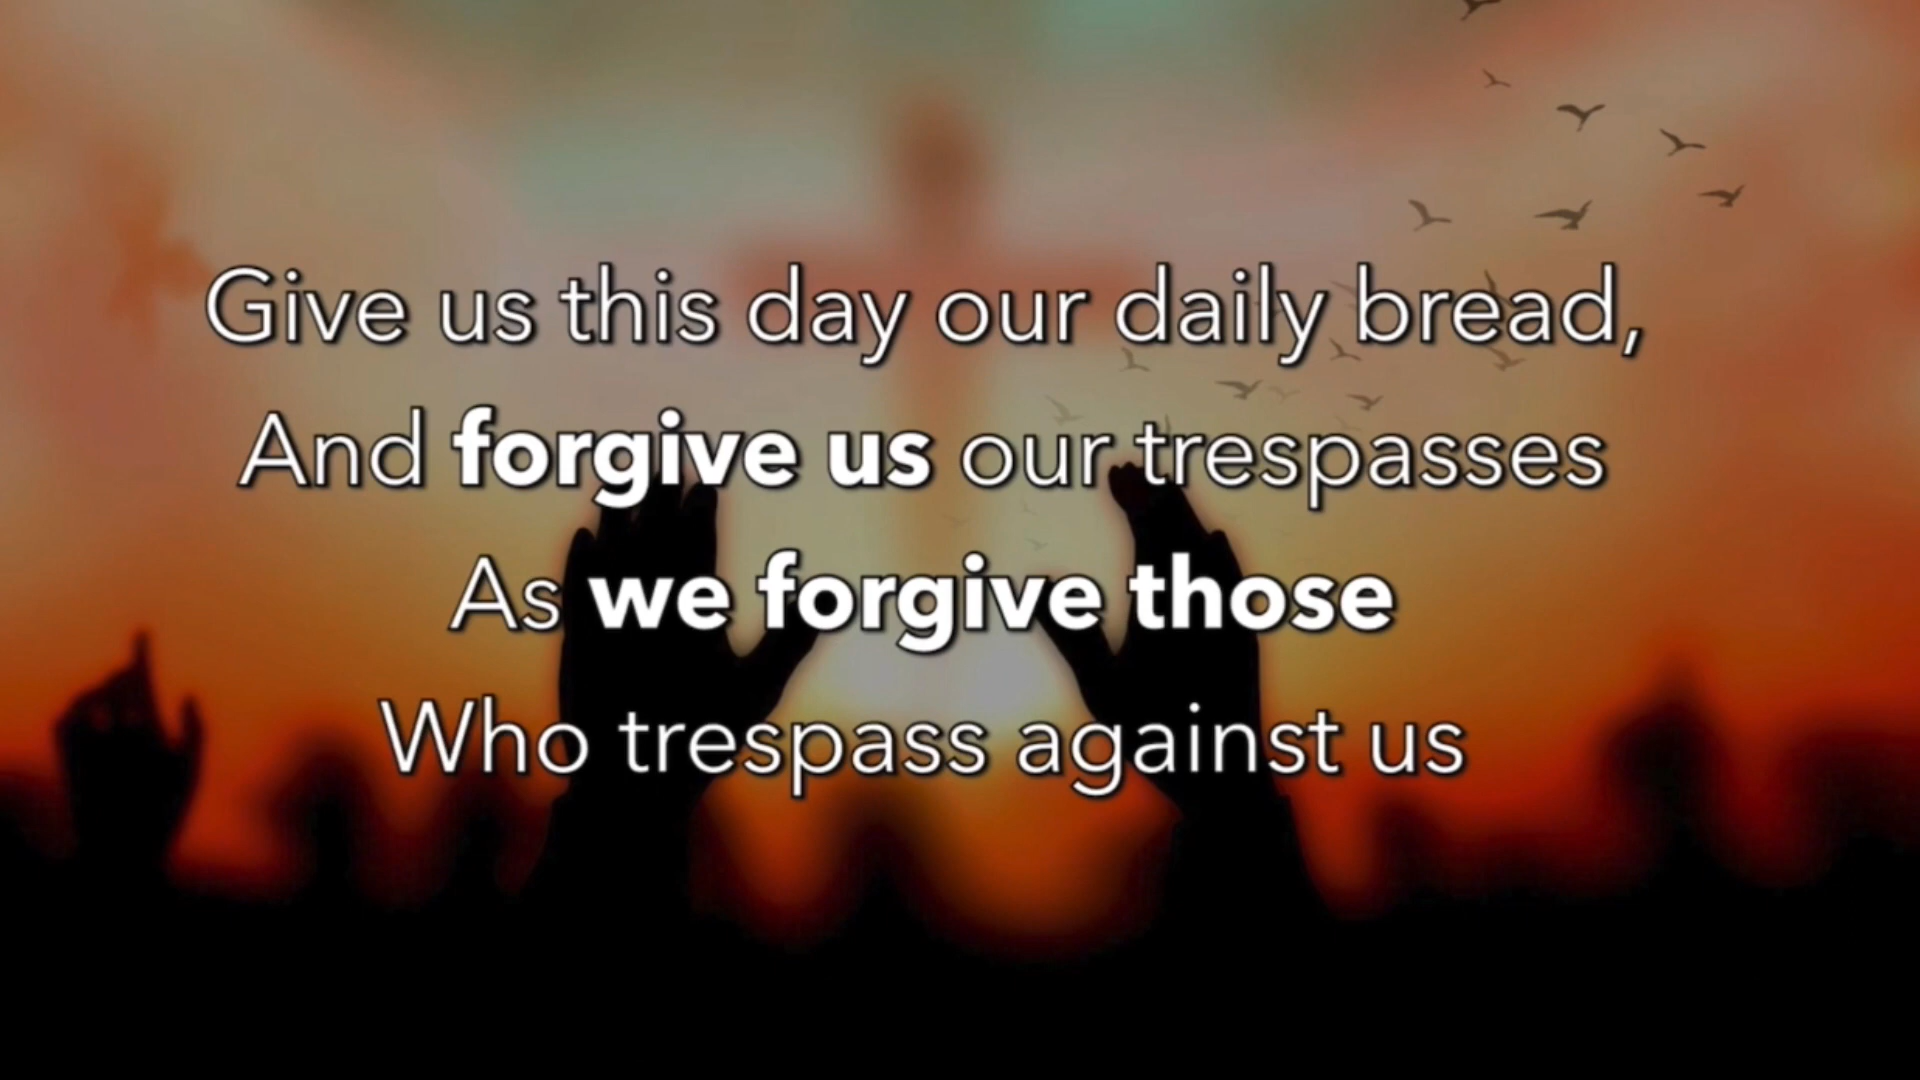 Give us this day our daily bread,
And forgive us our trespasses
As we forgive those
Who trespass against us